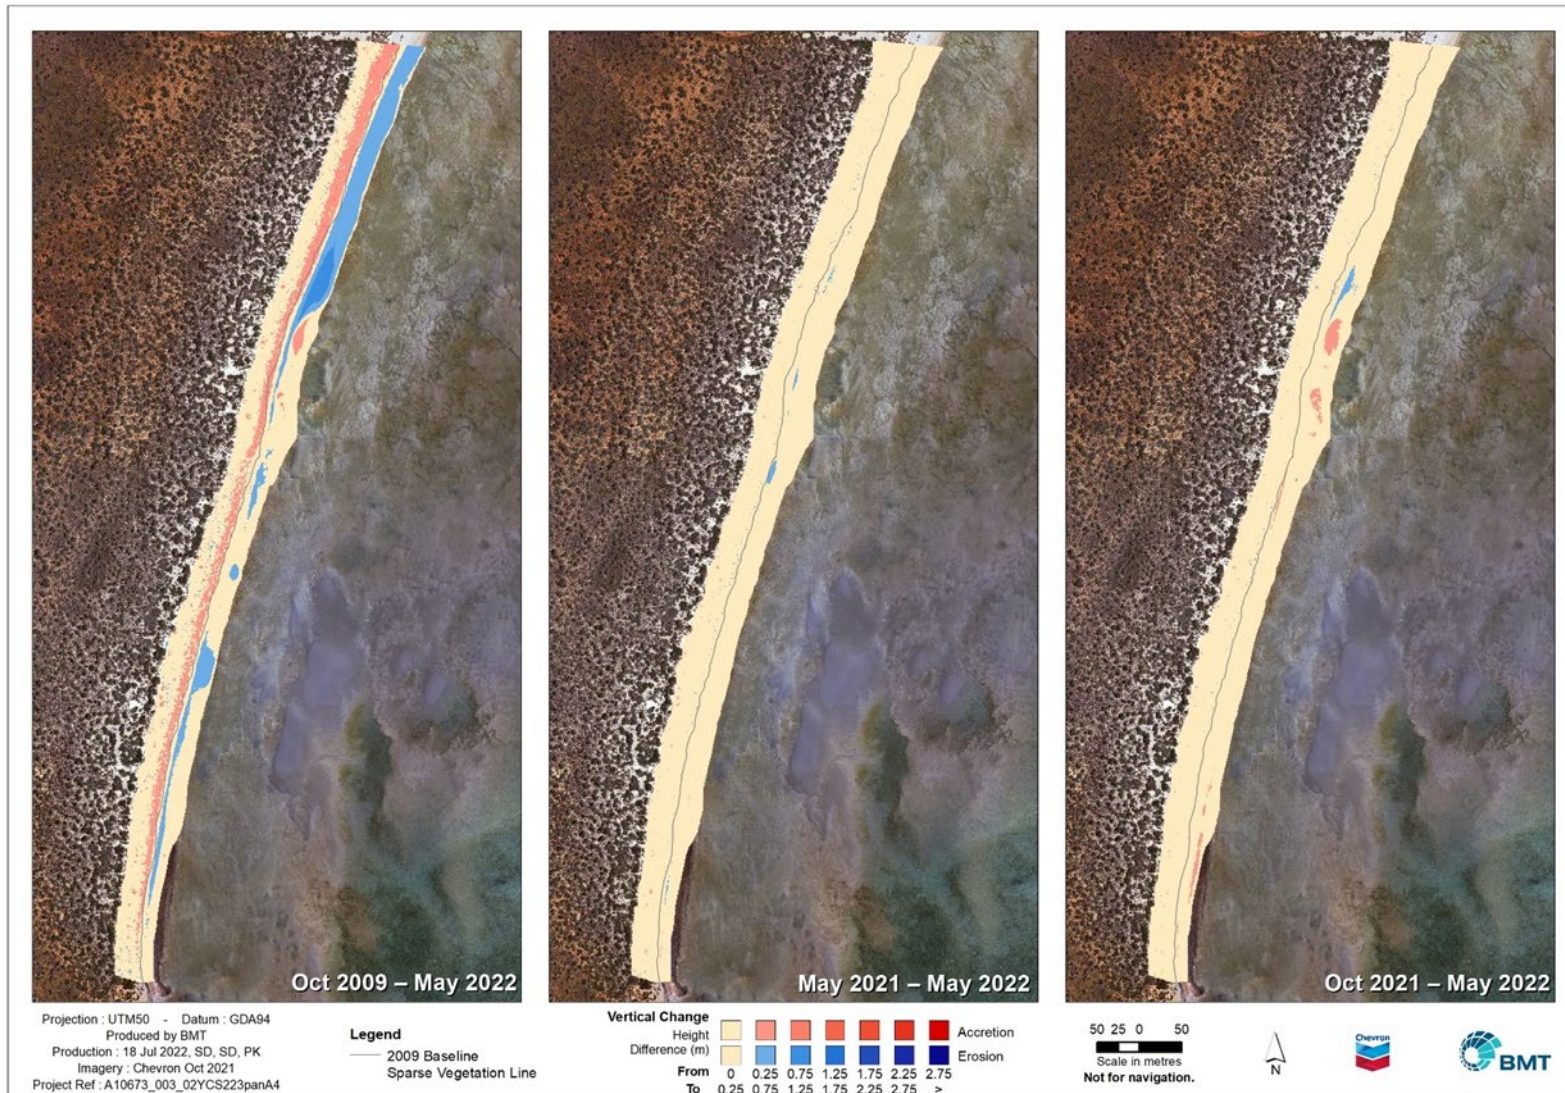 Oct 2009 – May 2022
May 2021 – May 2022
Oct 2021 – May 2022
Projection : UTM50 - Datum : GDA94
Produced by BMT
Production : 18 Jul 2022, SD, SD, PK
Imagery : Chevron Oct 2021
Project Ref : A10673_003_02YCS223panA4
Legend
2009 Baseline
Sparse Vegetation Line
Vertical Change
Height
Difference (m)
Accretion
Erosion
From 0 0.25 0.75 1.25 1.75 2.25 2.75
To 0.25 0.75 1.25 1.75 2.25 2.75 >
50 25 0 50
Scale in metres
Not for navigation.
N
Chevron
BMT